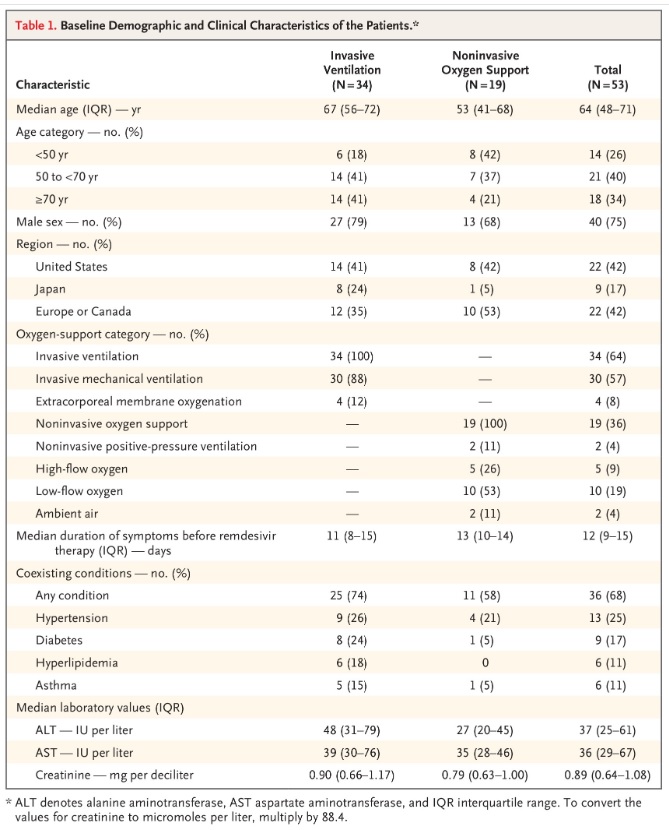 Table 1. Baseline Demographic and Clinical Characteristics of the Patients.*
Characteristic Invasive Ventilation (N=34) Noninvasive Oxygen Support (N=19) Total (N=53)
Median age (IQR) — yr 67 (56–72) 53 (41–68) 64 (48–71)
Age category — no. (%)
<50 yr 6 (18) 8 (42) 14 (26)
50 to <70 yr 14 (41) 7 (37) 21 (40)
≥70 yr 14 (41) 4 (21) 18 (34)
Male sex — no. (%) 27 (79) 13 (68) 40 (75)
Region — no. (%)
United States 14 (41) 8 (42) 22 (42)
Japan 8 (24) 1 (5) 9 (17)
Europe or Canada 12 (35) 10 (53) 22 (42)
Oxygen-support category — no. (%)
Invasive ventilation 34 (100) — 34 (64)
Invasive mechanical ventilation 30 (88) — 30 (57)
Extracorporeal membrane oxygenation 4 (12) — 4 (8)
Noninvasive oxygen support — 19 (100) 19 (36)
Noninvasive positive-pressure ventilation — 2 (11) 2 (4)
High-flow oxygen — 5 (26) 5 (9)
Low-flow oxygen — 10 (53) 10 (19)
Ambient air — 2 (11) 2 (4)
Median duration of symptoms before remdesivir 11 (8–15) 13 (10–14) 12 (9–15)
therapy (IQR) — days
Coexisting conditions — no. (%)
Any condition 25 (74) 11 (58) 36 (68)
Hypertension 9 (26) 4 (21) 13 (25)
Diabetes 8 (24) 1 (5) 9 (17)
Hyperlipidemia 6 (18) 0 6 (11)
Asthma 5 (15) 1 (5) 6 (11)
Median laboratory values (IQR)
ALT — IU per liter 48 (31–79) 27 (20–45) 37 (25–61)
AST — IU per liter 39 (30–76) 35 (28–46) 36 (29–67)
Creatinine — mg per deciliter 0.90 (0.66–1.17) 0.79 (0.63–1.00) 0.89 (0.64–1.08)
* ALT denotes alanine aminotransferase, AST aspartate aminotransferase, and IQR interquartile range. To convert the
values for creatinine to micromoles per liter, multiply by 88.4.